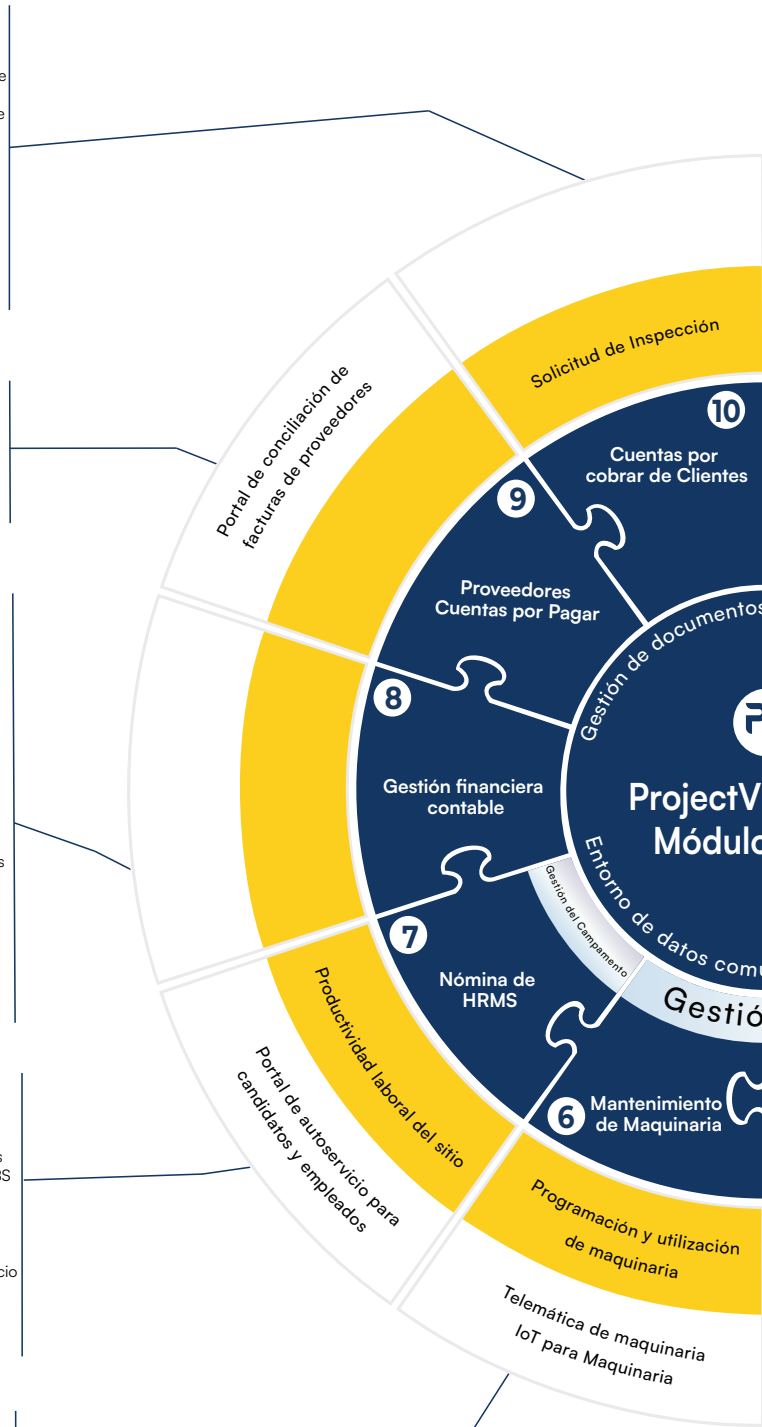 e
e
Solicitud de Inspección
10
Cuentas por
cobrar de Clientes
Portal de conciliación de
facturas de proveedores
9
Proveedores
Cuentas por Pagar
Gestión de documentos
8
Gestión financiera
contable
ProjectV
Módulo
Entorno de datos comu
s
Gestión del Campamento
7
Nómina de
HRMS
Gestió
Productividad laboral del sitio
Portal de autoservicio para
candidatos y empleados
6
Mantenimiento
de Maquinaria
s
BS
cio
Programación y utilización
de maquinaria
Telemática de maquinaria
IoT para Maquinaria